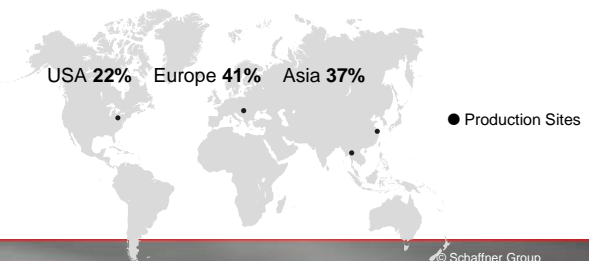 USA 22% Europe 41% Asia 37%
● Production Sites
© Schaffner Group